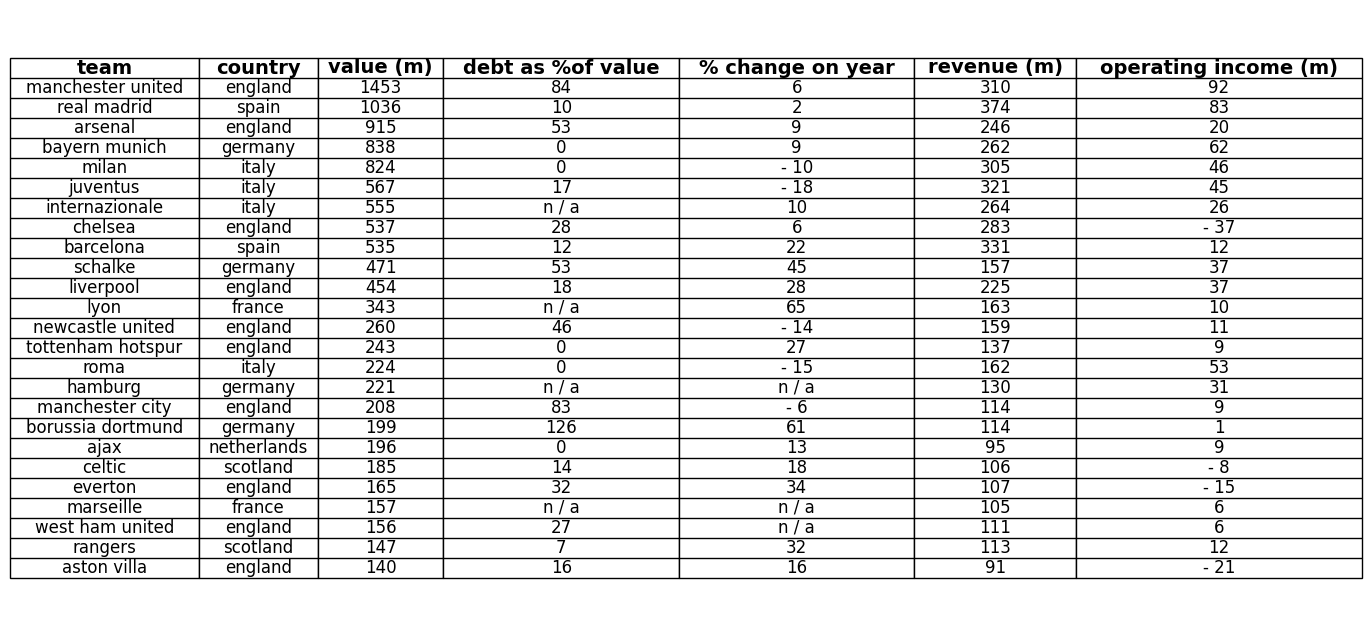 team country value (m) debt as %of value % change on year revenue (m) operating income (m)
manchester united england 1453 84 6 310 92
real madrid spain 1036 10 2 374 83
arsenal england 915 53 9 246 20
bayern munich germany 838 0 9 262 62
milan italy 824 0 - 10 305 46
juventus italy 567 17 - 18 321 45
internazionale italy 555 n / a 10 264 26
chelsea england 537 28 6 283 - 37
barcelona spain 535 12 22 331 12
schalke germany 471 53 45 157 37
liverpool england 454 18 28 225 37
lyon france 343 n / a 65 163 10
newcastle united england 260 46 - 14 159 11
tottenham hotspur england 243 0 27 137 9
roma italy 224 0 - 15 162 53
hamburg germany 221 n / a n / a 130 31
manchester city england 208 83 - 6 114 9
borussia dortmund germany 199 126 61 114 1
ajax netherlands 196 0 13 95 9
celtic scotland 185 14 18 106 - 8
everton england 165 32 34 107 - 15
marseille france 157 n / a n / a 105 6
west ham united england 156 27 n / a 111 6
rangers scotland 147 7 32 113 12
aston villa england 140 16 16 91 - 21